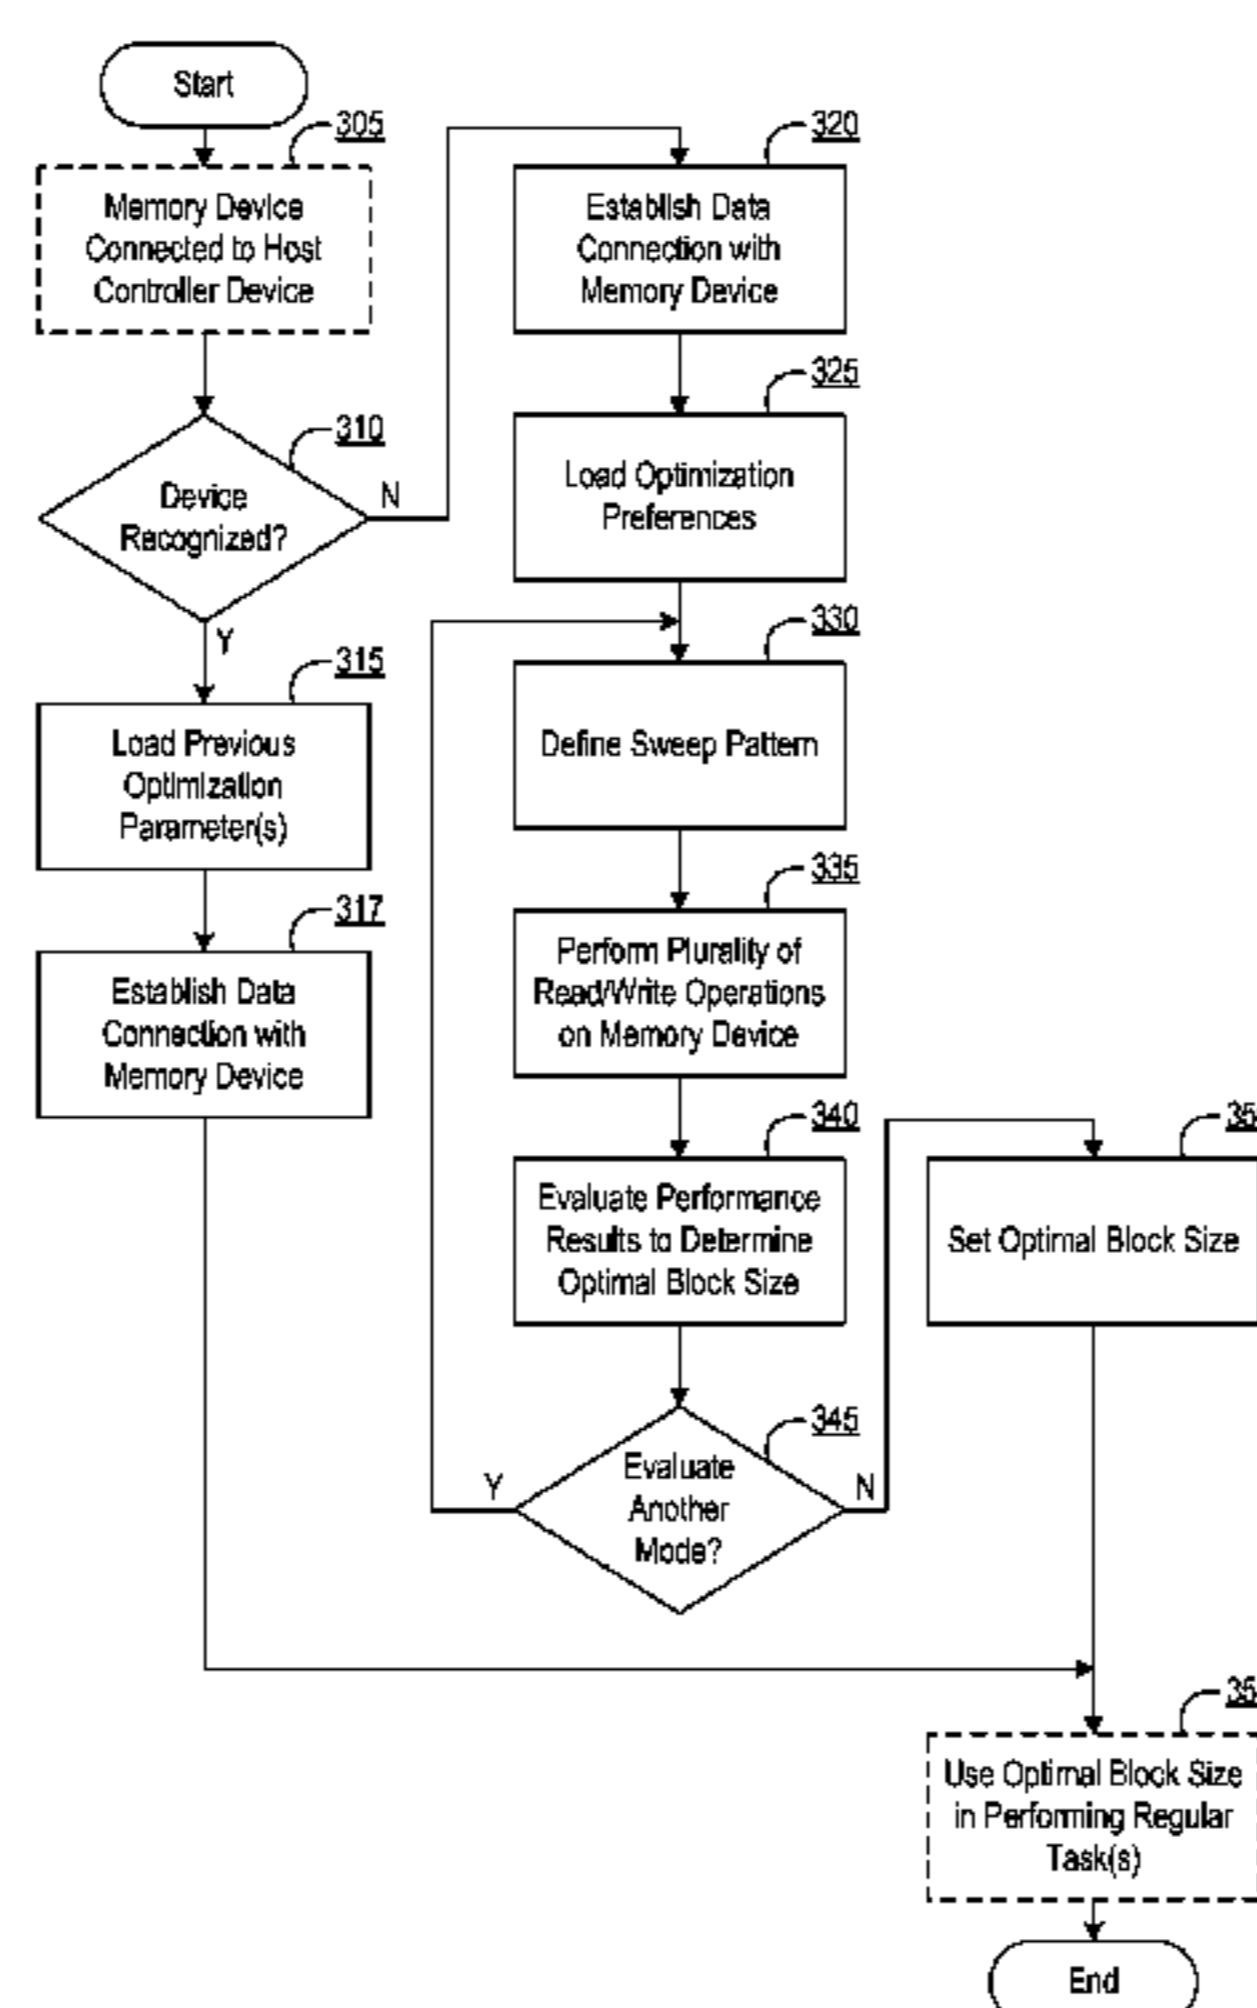 Start
305
Memory Device
Connected to Host
Controller Device
310
Device
Recognized?
N
Y
315
Load Previous
Optimization
Parameter(s)
317
Establish Data
Connection with
Memory Device
320
Establish Data
Connection with
Memory Device
325
Load Optimization
Preferences
330
Define Sweep Pattern
335
Perform Plurality of
Read/Write Operations
on Memory Device
340
Evaluate Performance
Results to Determine
Optimal Block Size
345
Evaluate
Another
Mode?
Y
N
Set Optimal Block Size
Use Optimal Block Size
in Performing Regular
Task(s)
End